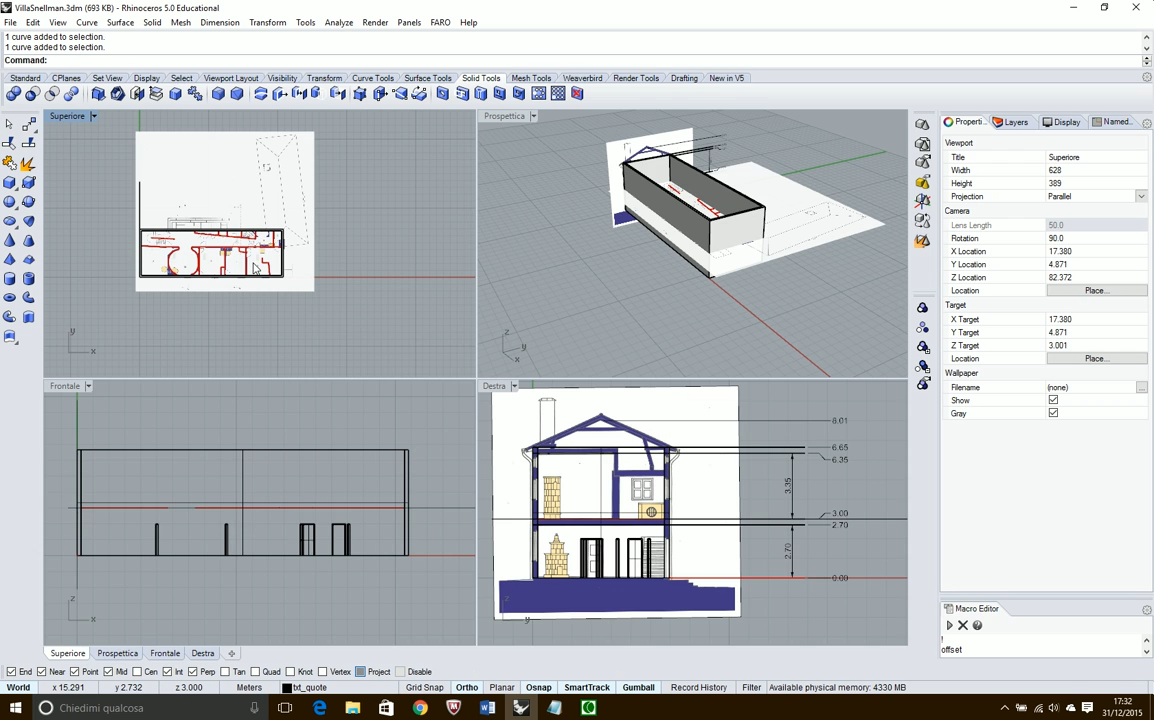 VillaSnellman.3dm (693 KB) - Rhinoceros 5.0 Educational
File Edit View Curve Surface Solid Mesh Dimension Transform Tools Analyze Render Panels FARO Help
1 curve added to selection.
1 curve added to selection.
Command:
Standard CPlanes Set View Display Select Viewport Layout Visibility Transform Curve Tools Surface Tools Solid Tools Mesh Tools Weaverbird Render Tools Drafting New in V5
Superiore
Prospettica
Properti... Layers Display Named...
Viewport
Title Superiore
Width 628
Height 389
Projection Parallel
Camera
Lens Length 50.0
Rotation 90.0
X Location 17.380
Y Location 4.871
Z Location 82.372
Location Place...
Target
X Target 17.380
Y Target 4.871
Z Target 3.001
Location Place...
Wallpaper
Filename (none) ...
Show
Gray
y
x
z
y
x
Frontale
Destra
z
x
z
y
8.01
6.65
6.35
3.35
3.00
2.70
2.70
0.00
Macro Editor
!
offset
Superiore Prospettica Frontale Destra
End Near Point Mid Cen Int Perp Tan Quad Knot Vertex Project Disable
World x 15.291 y 2.732 z 3.000 Meters txt_quote Grid Snap Ortho Planar Osnap SmartTrack Gumball Record History Filter Available physical memory: 4330 MB
Chiedimi qualcosa
17:32
31/12/2015